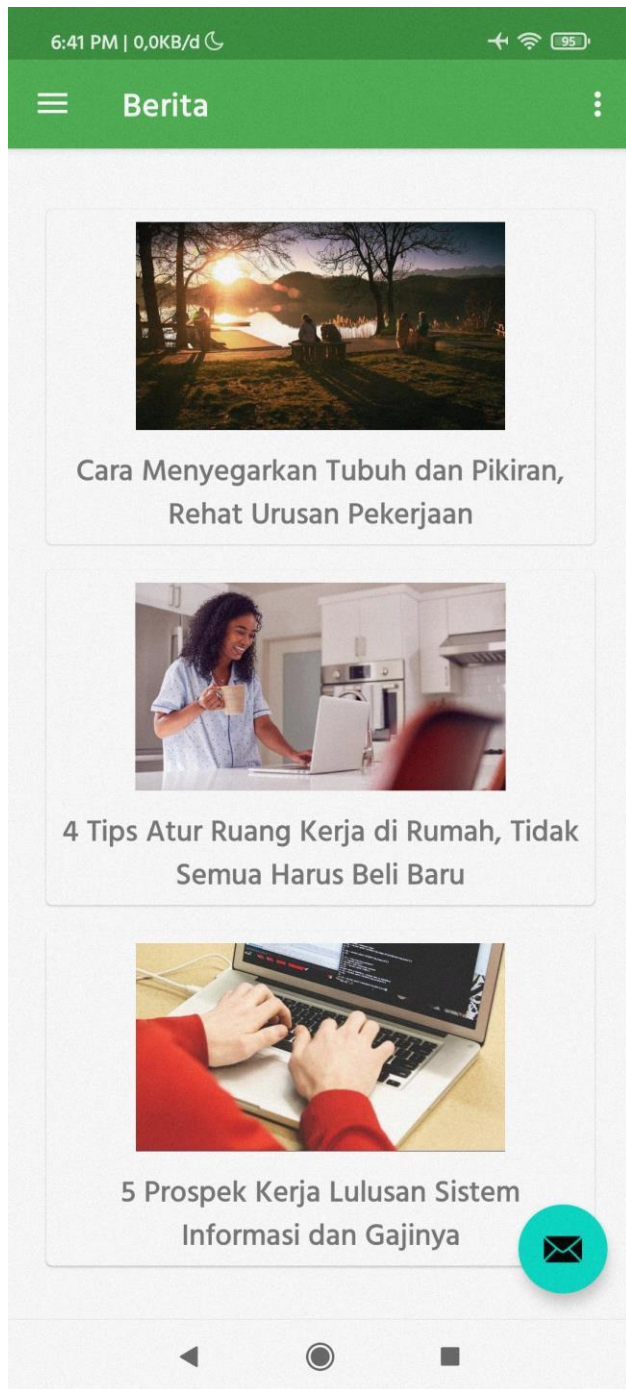 6:41 PM | 0,0KB/d
95
Berita
Cara Menyegarkan Tubuh dan Pikiran,
Rehat Urusan Pekerjaan
4 Tips Atur Ruang Kerja di Rumah, Tidak
Semua Harus Beli Baru
5 Prospek Kerja Lulusan Sistem
Informasi dan Gajinya